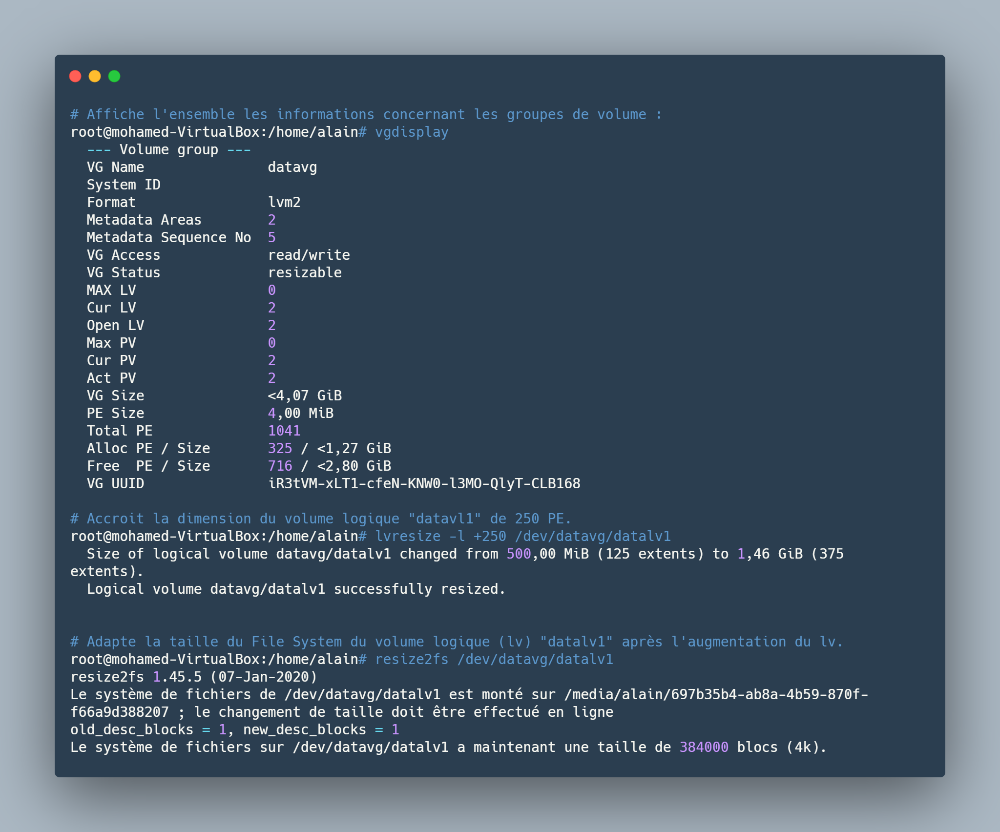 # Affiche l'ensemble les informations concernant les groupes de volume :
root@mohamed-VirtualBox:/home/alain# vgdisplay
  --- Volume group ---
  VG Name               datavg
  System ID
  Format                lvm2
  Metadata Areas        2
  Metadata Sequence No  5
  VG Access             read/write
  VG Status             resizable
  MAX LV                0
  Cur LV                2
  Open LV               2
  Max PV                0
  Cur PV                2
  Act PV                2
  VG Size               <4,07 GiB
  PE Size               4,00 MiB
  Total PE              1041
  Alloc PE / Size       325 / <1,27 GiB
  Free  PE / Size       716 / <2,80 GiB
  VG UUID               iR3tVM-xLT1-cfeN-KNW0-l3MO-QlyT-CLB168
# Accroit la dimension du volume logique "datavl1" de 250 PE.
root@mohamed-VirtualBox:/home/alain# lvresize -l +250 /dev/datavg/datalv1
  Size of logical volume datavg/datalv1 changed from 500,00 MiB (125 extents) to 1,46 GiB (375
extents).
  Logical volume datavg/datalv1 successfully resized.
# Adapte la taille du File System du volume logique (lv) "datalv1" après l'augmentation du lv.
root@mohamed-VirtualBox:/home/alain# resize2fs /dev/datavg/datalv1
resize2fs 1.45.5 (07-Jan-2020)
Le système de fichiers de /dev/datavg/datalv1 est monté sur /media/alain/697b35b4-ab8a-4b59-870f-
f66a9d388207 ; le changement de taille doit être effectué en ligne
old_desc_blocks = 1, new_desc_blocks = 1
Le système de fichiers sur /dev/datavg/datalv1 a maintenant une taille de 384000 blocs (4k).